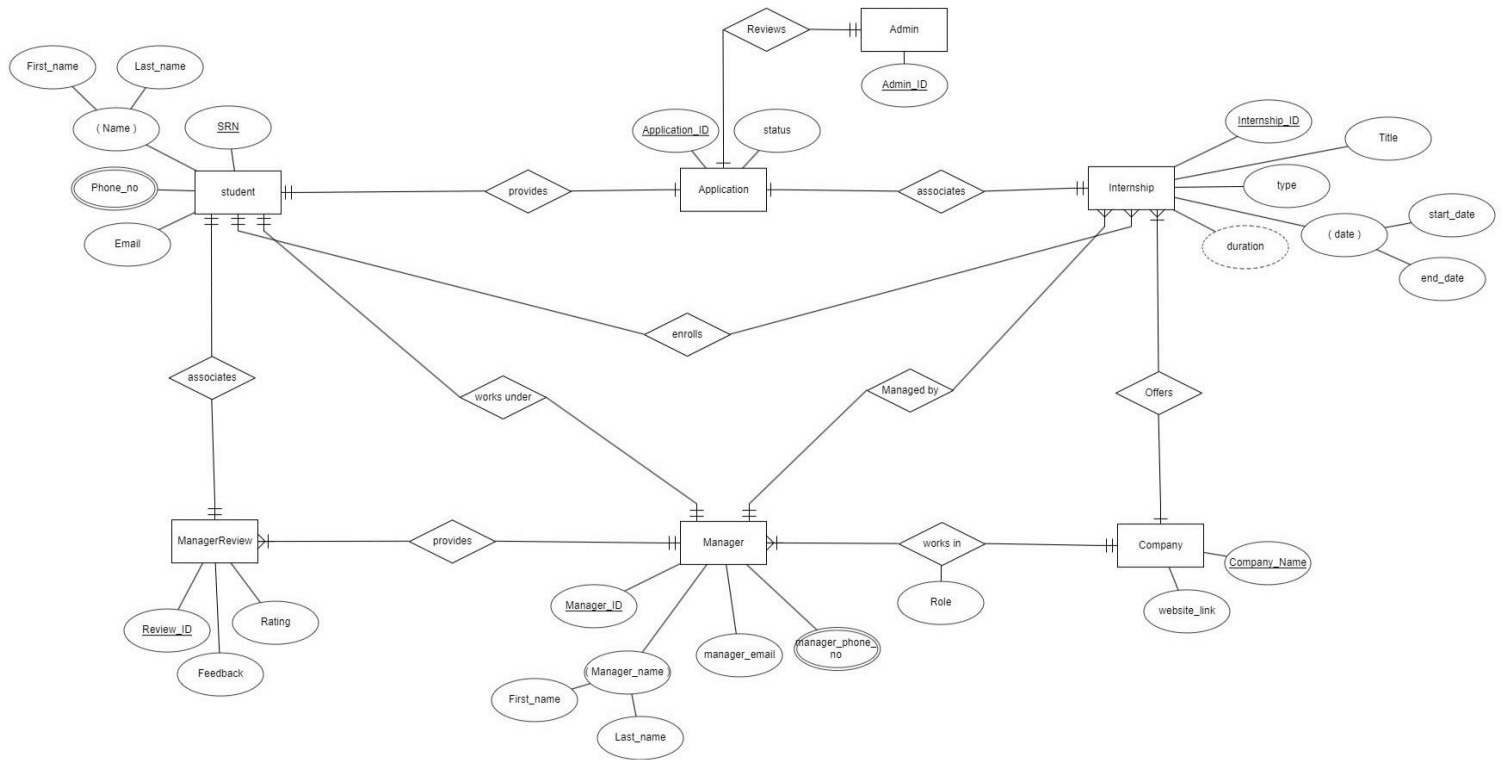 Reviews
Admin
Admin_ID
First_name
Last_name
( Name )
SRN
Phone_no
student
Email
provides
Application_ID
status
Application
associates
Internship_ID
Title
Internship
type
start_date
( date )
duration
end_date
enrolls
associates
works under
Managed by
Offers
ManagerReview
provides
Manager
works in
Company
Company_Name
Role
website_link
Review_ID
Rating
Feedback
Manager_ID
manager_email
manager_phone_
no
(Manager_name)
First_name
Last_name